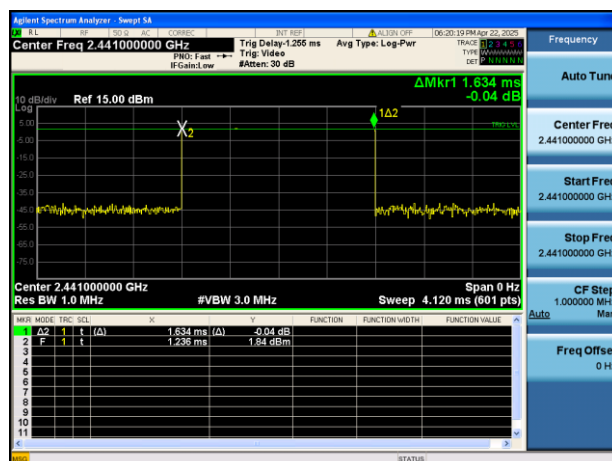 Agilent Spectrum Analyzer - Swept SA
RL RF 50 Ω AC CORREC INT REF ALIGN OFF 06:20:19 PM Apr 22, 2025
Center Freq 2.441000000 GHz
PNO: Fast
IFGain:Low
Trig Delay-1.255 ms
Trig: Video
#Atten: 30 dB
Avg Type: Log-Pwr
TRACE 1 2 3 4 5 6
TYPE W
DET P N N N N N
ΔMkr1 1.634 ms
-0.04 dB
10 dB/div Ref 15.00 dBm
Log
5.00
-5.00
-15.0
-25.0
-35.0
-45.0
-55.0
-65.0
-75.0
X2
1Δ2
TRIG LVL
Center 2.441000000 GHz Span 0 Hz
Res BW 1.0 MHz #VBW 3.0 MHz Sweep 4.120 ms (601 pts)
MKR MODE TRC SCL X Y FUNCTION FUNCTION WIDTH FUNCTION VALUE
1 Δ2 1 t (Δ) 1.634 ms (Δ) -0.04 dB
2 F 1 t 1.236 ms 1.84 dBm
3
4
5
6
7
8
9
10
11
MSG STATUS
Frequency
Auto Tune
Center Freq
2.441000000 GHz
Start Freq
2.441000000 GHz
Stop Freq
2.441000000 GHz
CF Step
1.000000 MHz
Auto Man
Freq Offset
0 Hz